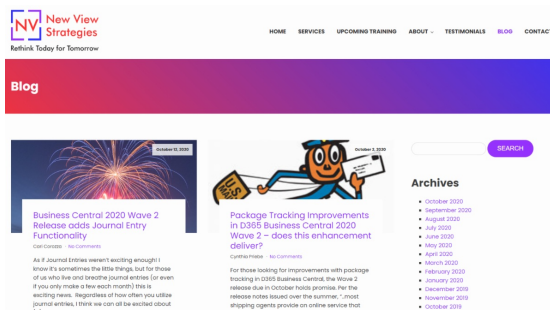 NV New View
Strategies
Rethink Today for Tomorrow
HOME SERVICES UPCOMING TRAINING ABOUT TESTIMONIALS BLOG CONTACT
Blog
October 12, 2020
Business Central 2020 Wave 2
Release adds Journal Entry
Functionality
No Comments
As if Journal Entries weren't exciting enough! I
know it's sometimes the little things, but for those
of us who live and breathe journal entries (or even
if you only make a few each month) this is
exciting news. Regardless of how often you utilize
journal entries, I think we can all be excited about
October 2, 2020
U.S.
MAIL
Package Tracking Improvements
in D365 Business Central 2020
Wave 2 – does this enhancement
deliver?
Cynthia Priebe · No Comments
For those looking for improvements with package
tracking in D365 Business Central 2020, the Wave 2
release due in October holds promise. Per the
release notes issued over the summer, "…most
shipping agents provide an online service that
SEARCH
Archives
October 2020
September 2020
August 2020
July 2020
June 2020
May 2020
April 2020
March 2020
February 2020
January 2020
December 2019
November 2019
October 2019